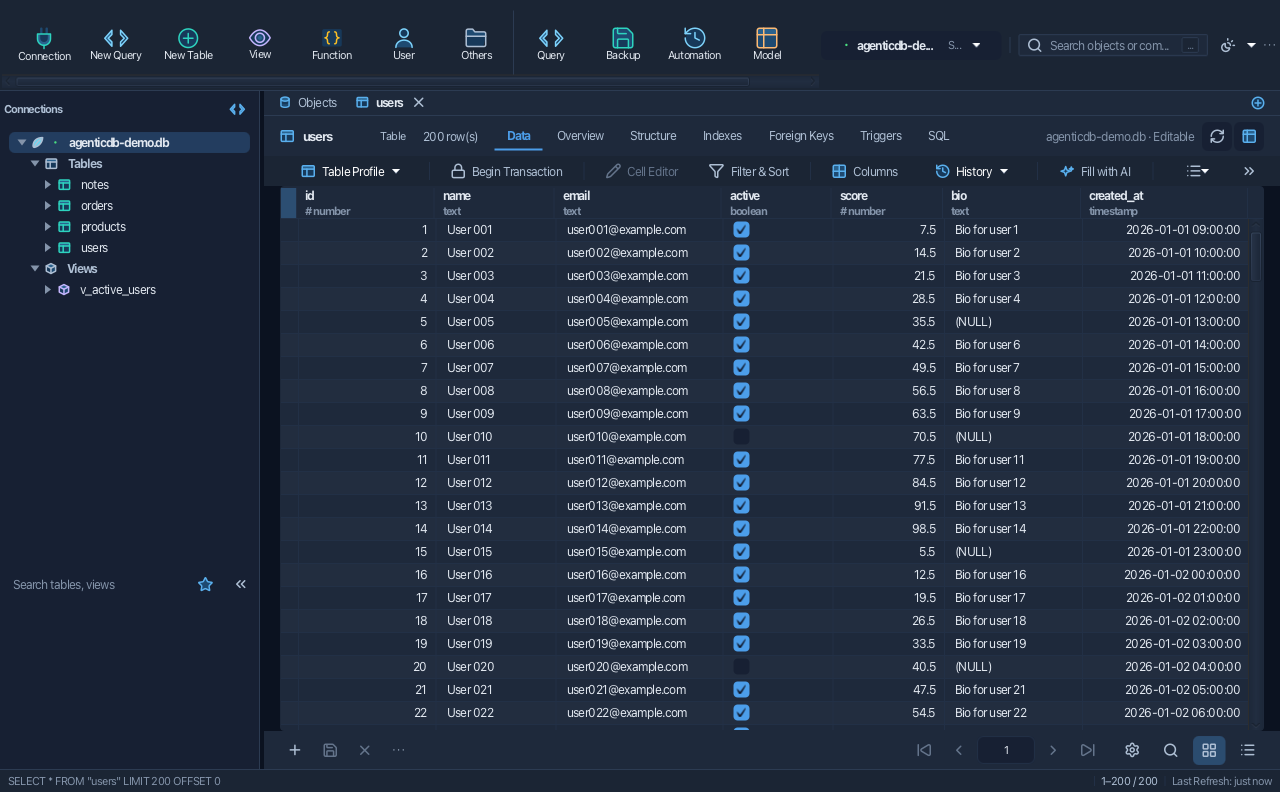 Connection New Query New Table View Function User Others Query Backup Automation Model
agenticdb-de... S... Search objects or com... ...
Connections
agenticdb-demo.db
Tables
notes
orders
products
users
Views
v_active_users
Search tables, views
Objects users
users Table 200 row(s) Data Overview Structure Indexes Foreign Keys Triggers SQL agenticdb-demo.db · Editable
Table Profile Begin Transaction Cell Editor Filter & Sort Columns History Fill with AI
id name email active score bio created_at
# number text text boolean # number text timestamp
1 User 001 user001@example.com 7.5 Bio for user 1 2026-01-01 09:00:00
2 User 002 user002@example.com 14.5 Bio for user 2 2026-01-01 10:00:00
3 User 003 user003@example.com 21.5 Bio for user 3 2026-01-01 11:00:00
4 User 004 user004@example.com 28.5 Bio for user 4 2026-01-01 12:00:00
5 User 005 user005@example.com 35.5 (NULL) 2026-01-01 13:00:00
6 User 006 user006@example.com 42.5 Bio for user 6 2026-01-01 14:00:00
7 User 007 user007@example.com 49.5 Bio for user 7 2026-01-01 15:00:00
8 User 008 user008@example.com 56.5 Bio for user 8 2026-01-01 16:00:00
9 User 009 user009@example.com 63.5 Bio for user 9 2026-01-01 17:00:00
10 User 010 user010@example.com 70.5 (NULL) 2026-01-01 18:00:00
11 User 011 user011@example.com 77.5 Bio for user 11 2026-01-01 19:00:00
12 User 012 user012@example.com 84.5 Bio for user 12 2026-01-01 20:00:00
13 User 013 user013@example.com 91.5 Bio for user 13 2026-01-01 21:00:00
14 User 014 user014@example.com 98.5 Bio for user 14 2026-01-01 22:00:00
15 User 015 user015@example.com 5.5 (NULL) 2026-01-01 23:00:00
16 User 016 user016@example.com 12.5 Bio for user 16 2026-01-02 00:00:00
17 User 017 user017@example.com 19.5 Bio for user 17 2026-01-02 01:00:00
18 User 018 user018@example.com 26.5 Bio for user 18 2026-01-02 02:00:00
19 User 019 user019@example.com 33.5 Bio for user 19 2026-01-02 03:00:00
20 User 020 user020@example.com 40.5 (NULL) 2026-01-02 04:00:00
21 User 021 user021@example.com 47.5 Bio for user 21 2026-01-02 05:00:00
22 User 022 user022@example.com 54.5 Bio for user 22 2026-01-02 06:00:00
1
SELECT * FROM "users" LIMIT 200 OFFSET 0 1–200 / 200 Last Refresh: just now